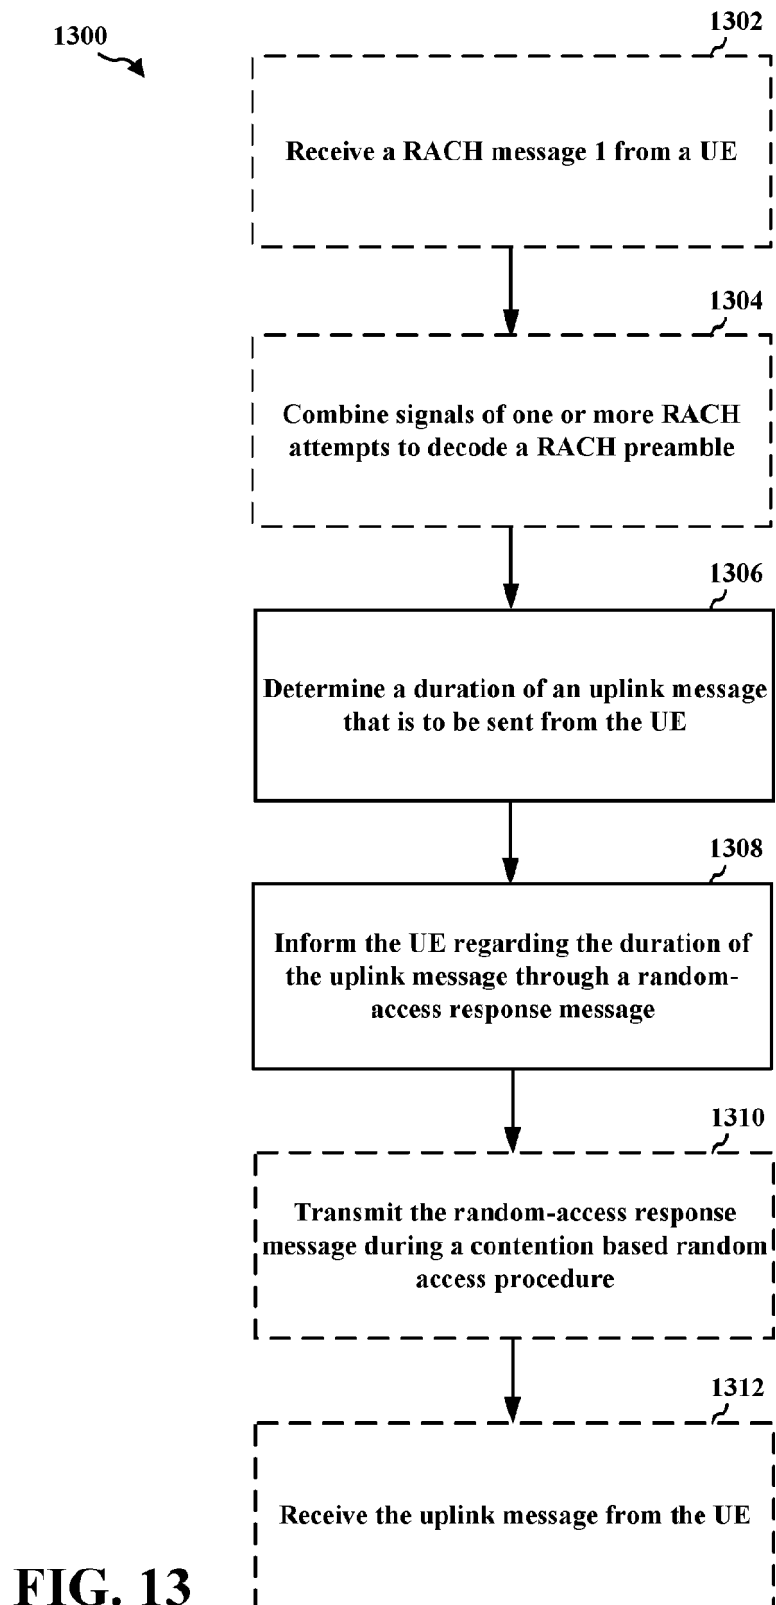 1300
1302
Receive a RACH message 1 from a UE
1304
Combine signals of one or more RACH
attempts to decode a RACH preamble
1306
Determine a duration of an uplink message
that is to be sent from the UE
1308
Inform the UE regarding the duration of
the uplink message through a random-
access response message
1310
Transmit the random-access response
message during a contention based random
access procedure
1312
Receive the uplink message from the UE
FIG. 13